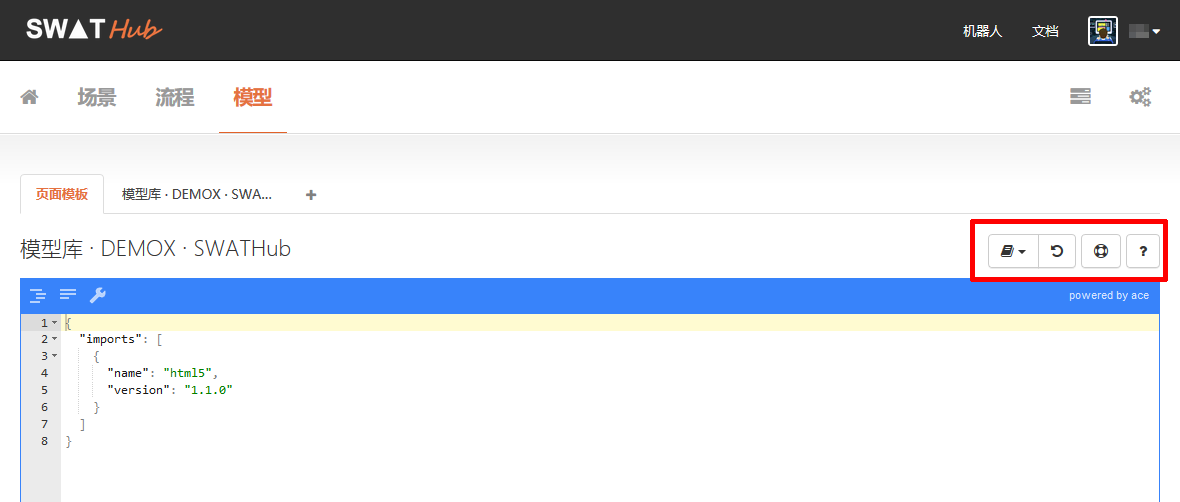 SWAT Hub
机器人 文档
场景 流程 模型
页面模板 模型库 · DEMOX · SWA... +
模型库 · DEMOX · SWATHub
?
powered by ace
1 {
2 "imports": [
3 {
4 "name": "html5",
5 "version": "1.1.0"
6 }
7 ]
8 }